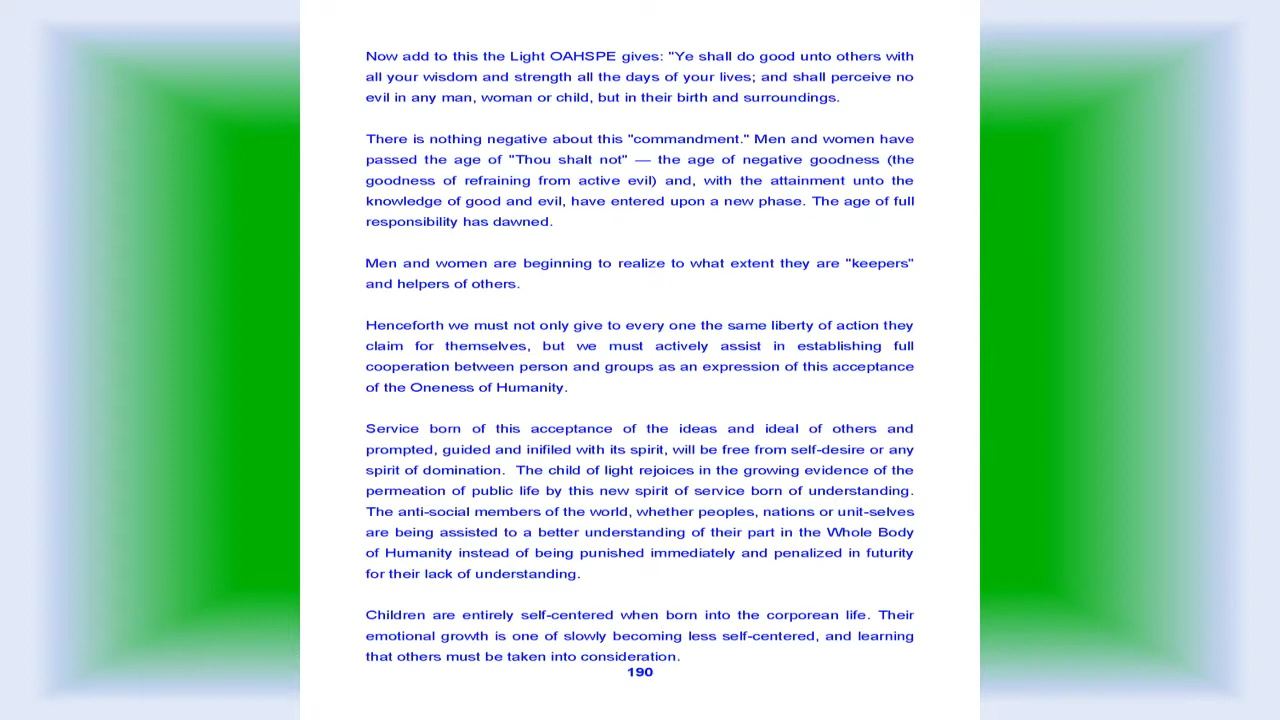 Now add to this the Light OAHSPE gives: "Ye shall do good unto others with
all your wisdom and strength all the days of your lives; and shall perceive no
evil in any man, woman or child, but in their birth and surroundings.
There is nothing negative about this "commandment." Men and women have
passed the age of "Thou shalt not" — the age of negative goodness (the
goodness of refraining from active evil) and, with the attainment unto the
knowledge of good and evil, have entered upon a new phase. The age of full
responsibility has dawned.
Men and women are beginning to realize to what extent they are "keepers"
and helpers of others.
Henceforth we must not only give to every one the same liberty of action they
claim for themselves, but we must actively assist in establishing full
cooperation between person and groups as an expression of this acceptance
of the Oneness of Humanity.
Service born of this acceptance of the ideas and ideal of others and
prompted, guided and inifiled with its spirit, will be free from self-desire or any
spirit of domination.  The child of light rejoices in the growing evidence of the
permeation of public life by this new spirit of service born of understanding.
The anti-social members of the world, whether peoples, nations or unit-selves
are being assisted to a better understanding of their part in the Whole Body
of Humanity instead of being punished immediately and penalized in futurity
for their lack of understanding.
Children are entirely self-centered when born into the corporean life. Their
emotional growth is one of slowly becoming less self-centered, and learning
that others must be taken into consideration.
190